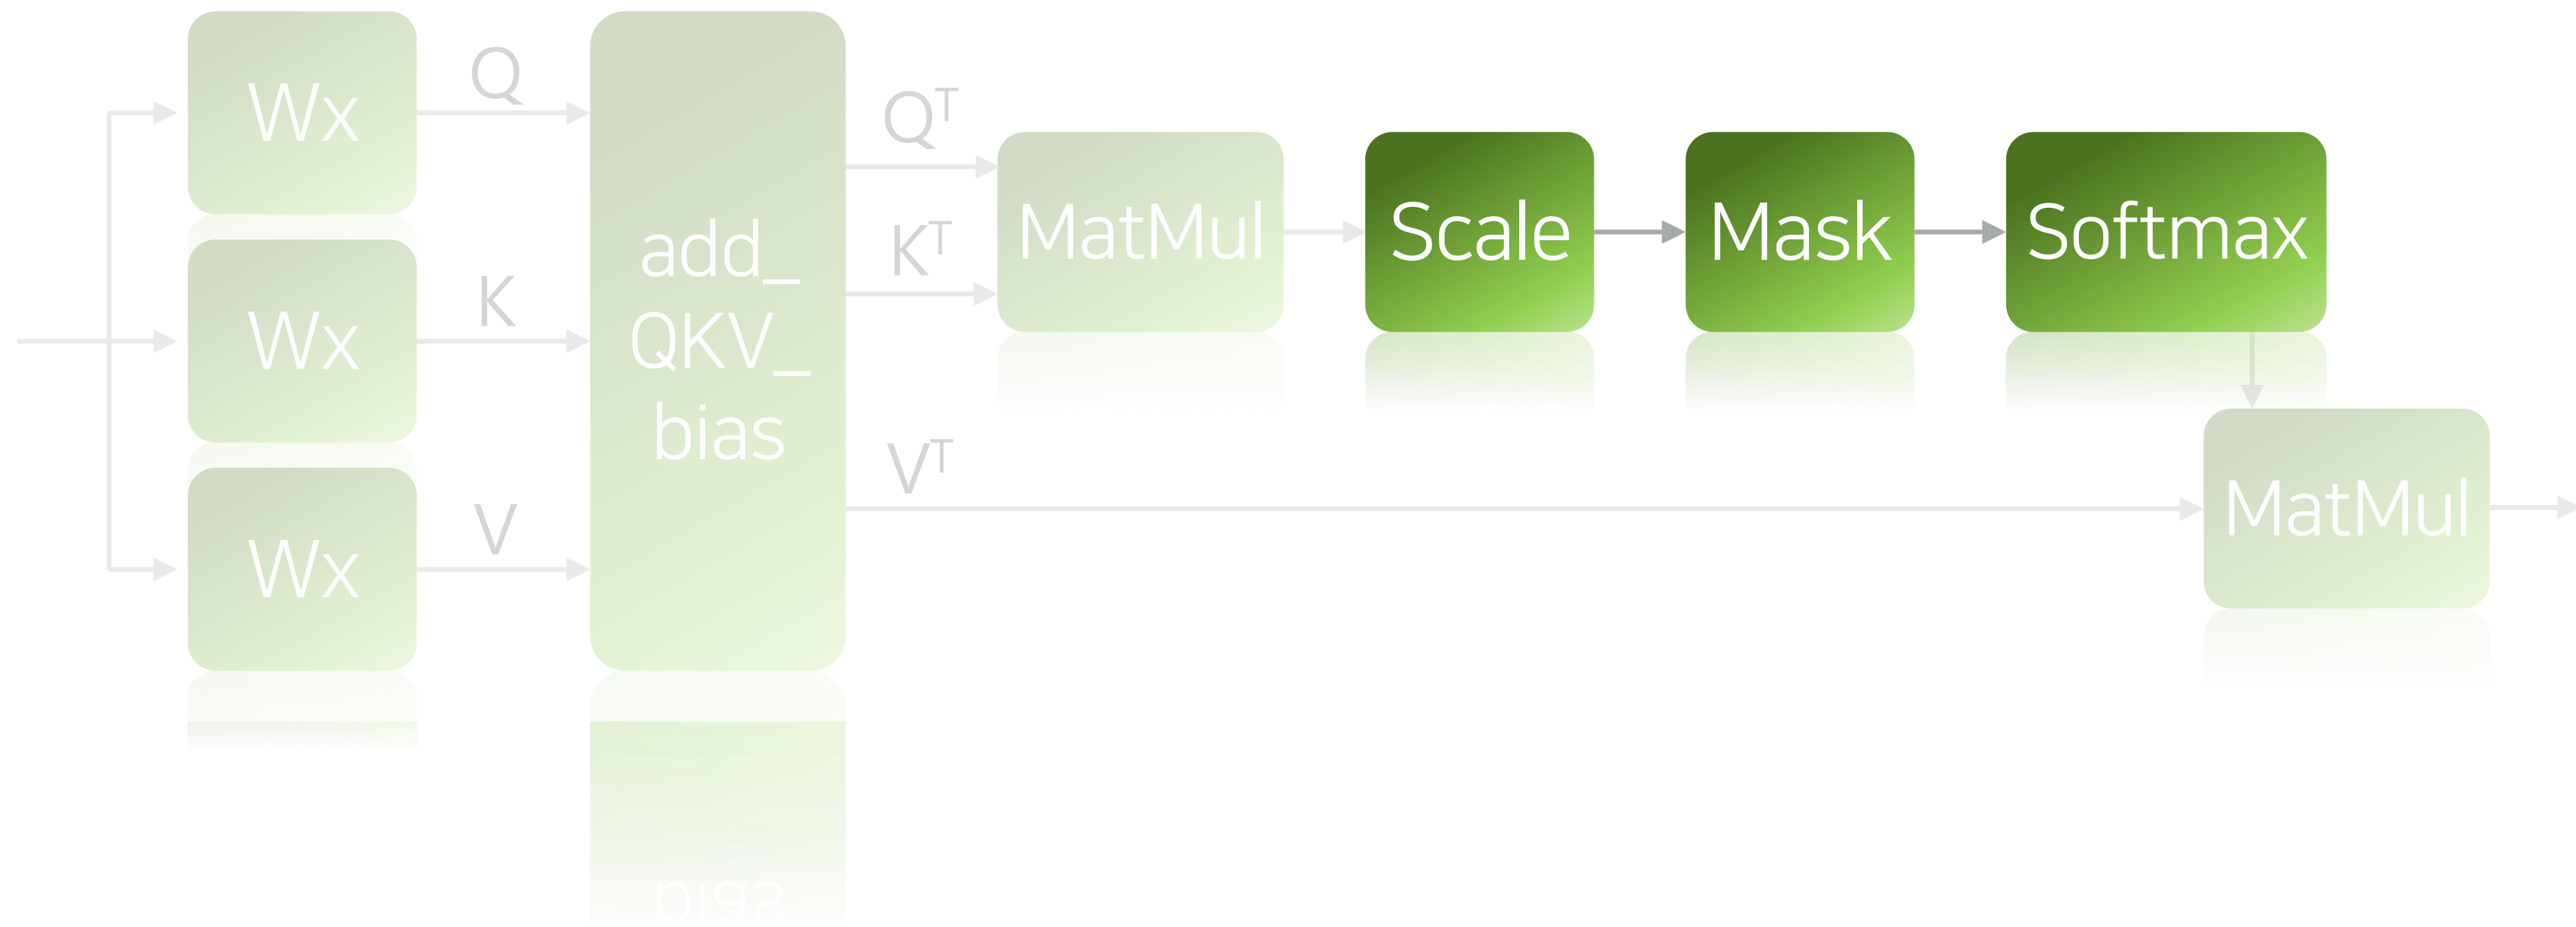 Wx
Q
Wx
K
Wx
V
add_
QKV_
bias
Qᵀ
Kᵀ
Vᵀ
MatMul
Scale
Mask
Softmax
MatMul